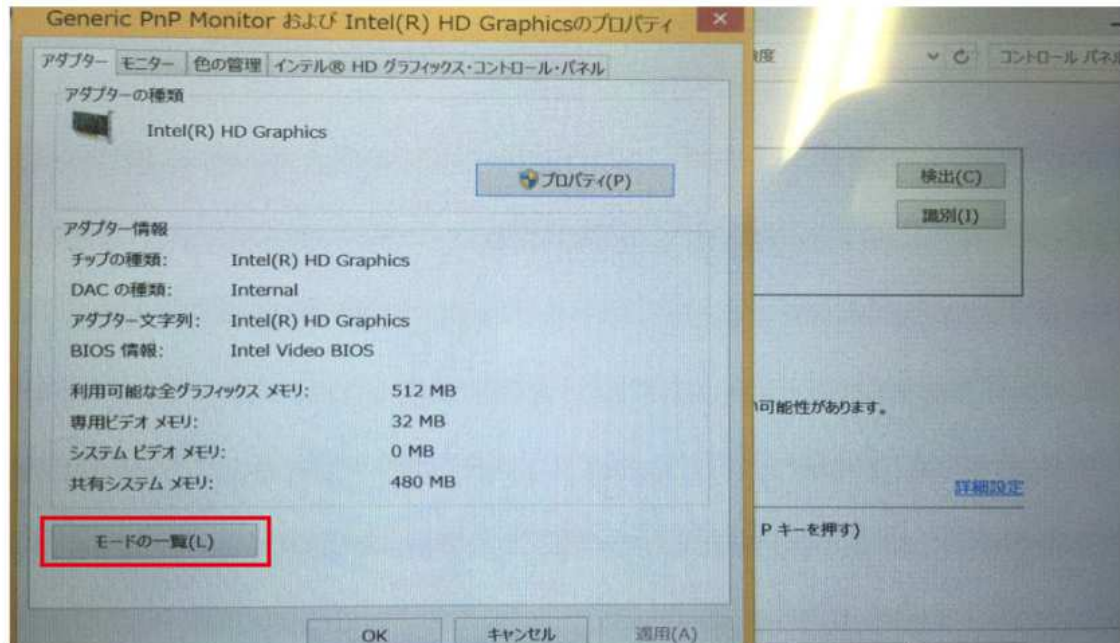 Generic PnP Monitor および Intel(R) HD Graphicsのプロパティ
アダプター モニター 色の管理 インテル® HD グラフィックス・コントロール・パネル
アダプターの種類
Intel(R) HD Graphics
プロパティ(P)
アダプター情報
チップの種類: Intel(R) HD Graphics
DAC の種類: Internal
アダプター文字列: Intel(R) HD Graphics
BIOS 情報: Intel Video BIOS
利用可能な全グラフィックス メモリ: 512 MB
専用ビデオ メモリ: 32 MB
システム ビデオ メモリ: 0 MB
共有システム メモリ: 480 MB
モードの一覧(L)
OK キャンセル 適用(A)
コントロール パネル
検出(C)
識別(I)
可能性があります。
詳細設定
P キーを押す)